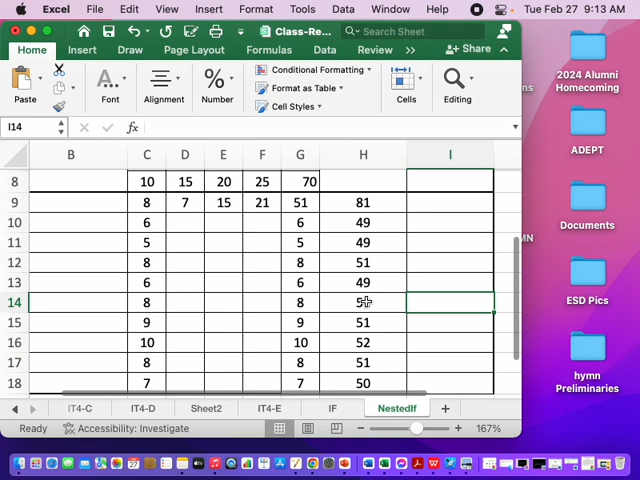 Excel File Edit View Insert Format Tools Data Window Help Tue Feb 27 9:13 AM
Class-Re... Search Sheet
Home Insert Draw Page Layout Formulas Data Review Share
Paste Font Alignment Number Conditional Formatting Format as Table Cell Styles Cells Editing
I14 fx
B C D E F G H I
8 10 15 20 25 70
9 8 7 15 21 51 81
10 6 6 49
11 5 5 49
12 8 8 51
13 6 6 49
14 8 8
15 9 9 51
16 10 10 52
17 8 8 51
18 7 7 50
IT4-C IT4-D Sheet2 IT4-E IF NestedIf
Ready Accessibility: Investigate 167%
2024 Alumni
Homecoming
ADEPT
Documents
ESD Pics
hymn
Preliminaries